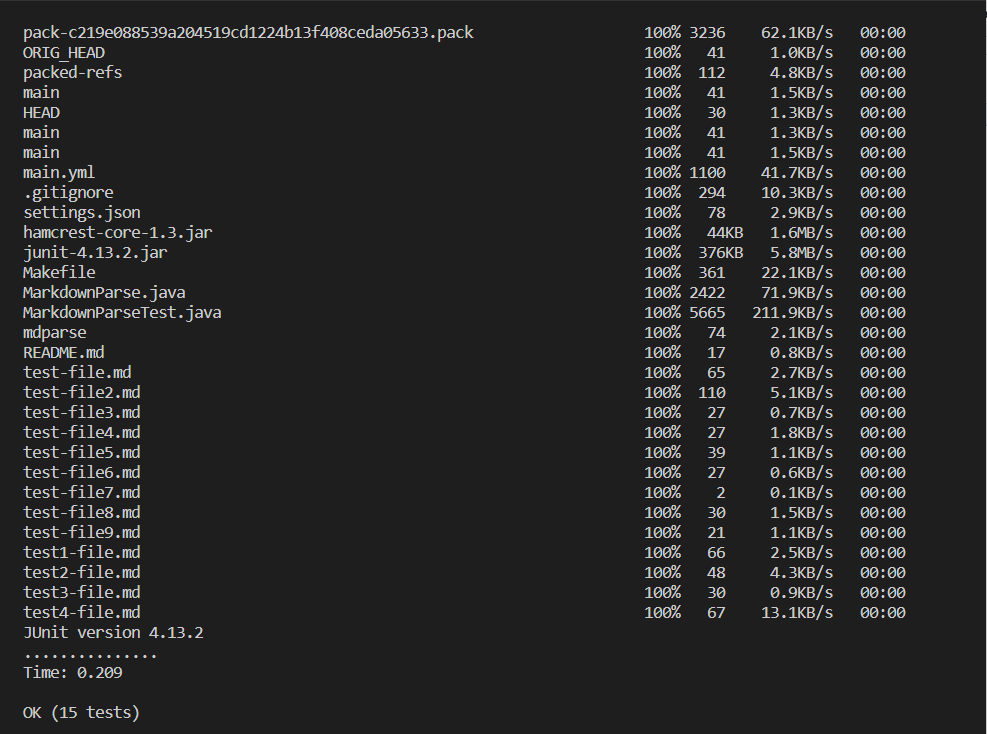 pack-c219e088539a204519cd1224b13f408ceda05633.pack 100% 3236 62.1KB/s 00:00
ORIG_HEAD 100% 41 1.0KB/s 00:00
packed-refs 100% 112 4.8KB/s 00:00
main 100% 41 1.5KB/s 00:00
HEAD 100% 30 1.3KB/s 00:00
main 100% 41 1.3KB/s 00:00
main 100% 41 1.5KB/s 00:00
main.yml 100% 1100 41.7KB/s 00:00
.gitignore 100% 294 10.3KB/s 00:00
settings.json 100% 78 2.9KB/s 00:00
hamcrest-core-1.3.jar 100% 44KB 1.6MB/s 00:00
junit-4.13.2.jar 100% 376KB 5.8MB/s 00:00
Makefile 100% 361 22.1KB/s 00:00
MarkdownParse.java 100% 2422 71.9KB/s 00:00
MarkdownParseTest.java 100% 5665 211.9KB/s 00:00
mdparse 100% 74 2.1KB/s 00:00
README.md 100% 17 0.8KB/s 00:00
test-file.md 100% 65 2.7KB/s 00:00
test-file2.md 100% 110 5.1KB/s 00:00
test-file3.md 100% 27 0.7KB/s 00:00
test-file4.md 100% 27 1.8KB/s 00:00
test-file5.md 100% 39 1.1KB/s 00:00
test-file6.md 100% 27 0.6KB/s 00:00
test-file7.md 100% 2 0.1KB/s 00:00
test-file8.md 100% 30 1.5KB/s 00:00
test-file9.md 100% 21 1.1KB/s 00:00
test1-file.md 100% 66 2.5KB/s 00:00
test2-file.md 100% 48 4.3KB/s 00:00
test3-file.md 100% 30 0.9KB/s 00:00
test4-file.md 100% 67 13.1KB/s 00:00
JUnit version 4.13.2
...............
Time: 0.209
OK (15 tests)